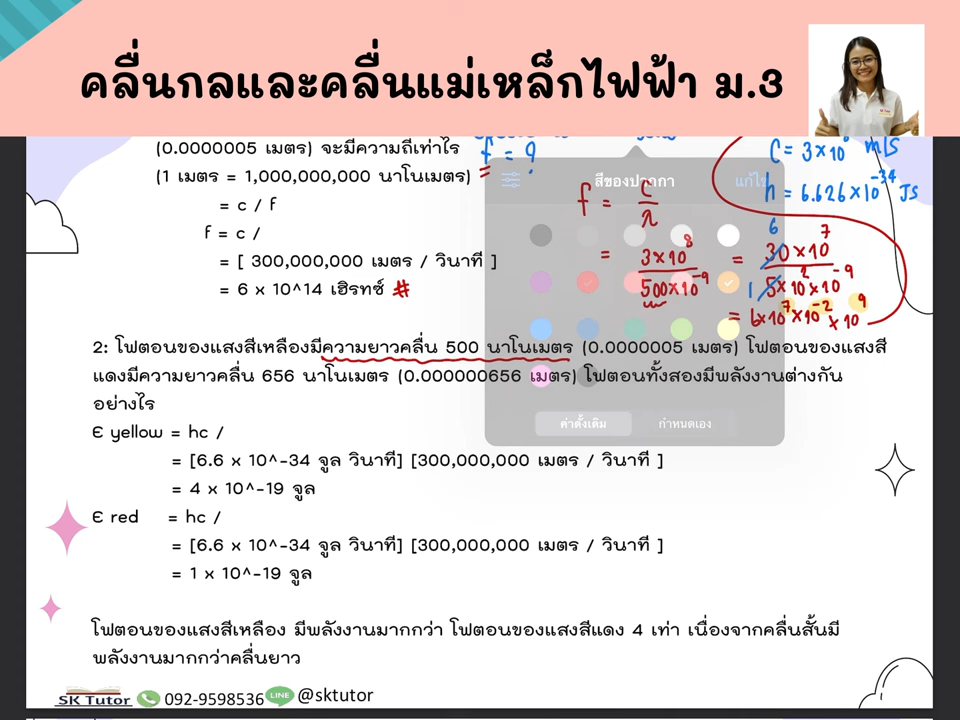 คลื่นกลและคลื่นแม่เหล็กไฟฟ้า ม.3
(0.0000005 เมตร) จะมีความถี่เท่าไร
f = ?
C = 3×10⁸ m/s
(1 เมตร = 1,000,000,000 นาโนเมตร)
สีของปากกา
แก้ไข
h = 6.626×10⁻³⁴ JS
= c / f
f = c / λ
f = c /
= 3×10⁸ / 500×10⁻⁹ = 30×10⁷ / 5×10²×10⁻⁹
6
1
= [ 300,000,000 เมตร / วินาที ]
= 6 x 10^14 เฮิรทซ์ #
= 6×10⁷×10⁻²×10⁹
2: โฟตอนของแสงสีเหลืองมีความยาวคลื่น 500 นาโนเมตร (0.0000005 เมตร) โฟตอนของแสงสี
แดงมีความยาวคลื่น 656 นาโนเมตร (0.000000656 เมตร) โฟตอนทั้งสองมีพลังงานต่างกัน
อย่างไร
ค่าตั้งเดิม
กำหนดเอง
Є yellow = hc /
= [6.6 x 10^-34 จูล วินาที] [300,000,000 เมตร / วินาที ]
= 4 x 10^-19 จูล
Є red = hc /
= [6.6 x 10^-34 จูล วินาที] [300,000,000 เมตร / วินาที ]
= 1 x 10^-19 จูล
โฟตอนของแสงสีเหลือง มีพลังงานมากกว่า โฟตอนของแสงสีแดง 4 เท่า เนื่องจากคลื่นสั้นมี
พลังงานมากกว่าคลื่นยาว
SK Tutor 092-9598536 LINE @sktutor